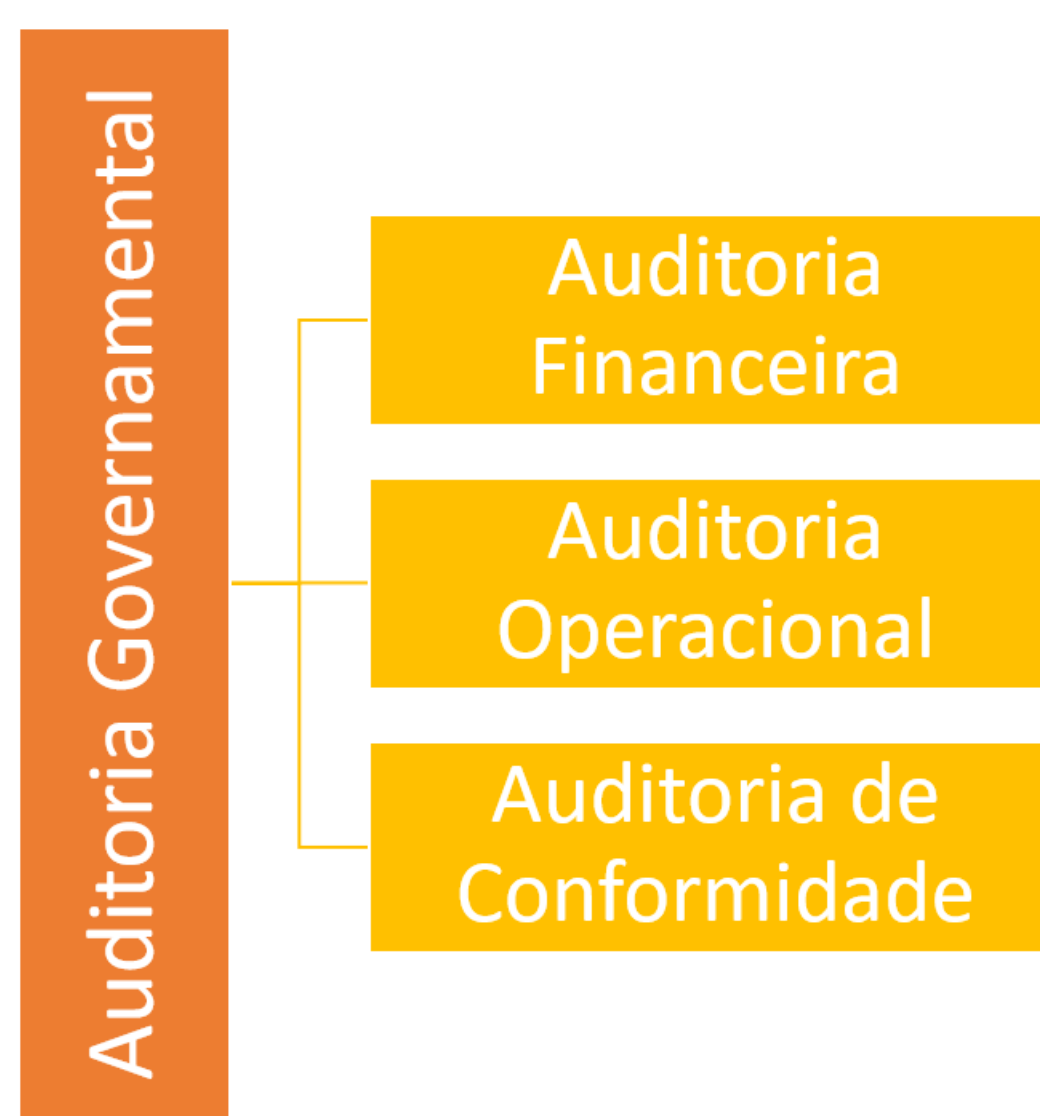 Auditoria Governamental
Auditoria
Financeira
Auditoria
Operacional
Auditoria de
Conformidade